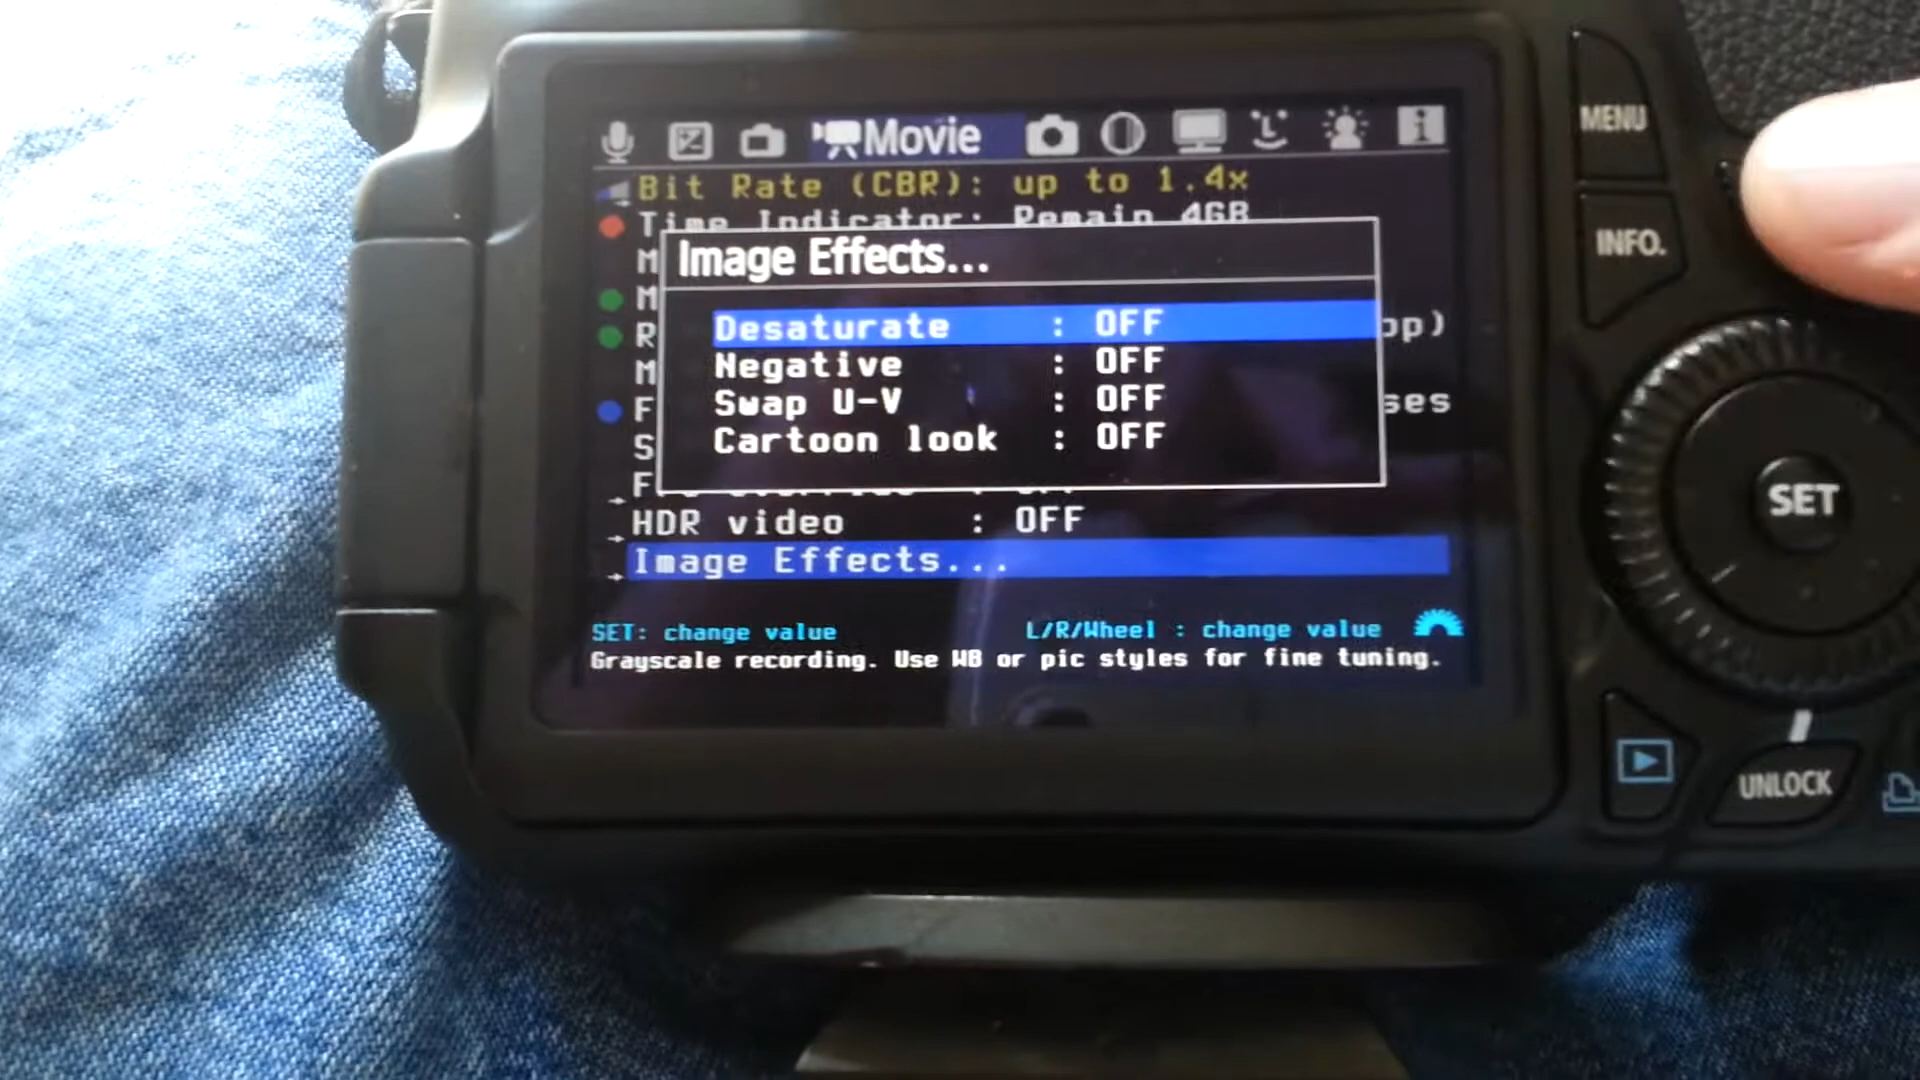 Movie
Bit Rate (CBR): up to 1.4x
Time Indicator: Remain 4GB
Image Effects...
Desaturate : OFF
Negative : OFF
Swap U-V : OFF
Cartoon look : OFF
HDR video : OFF
Image Effects...
SET: change value L/R/Wheel : change value
Grayscale recording. Use WB or pic styles for fine tuning.
MENU
INFO.
SET
UNLOCK